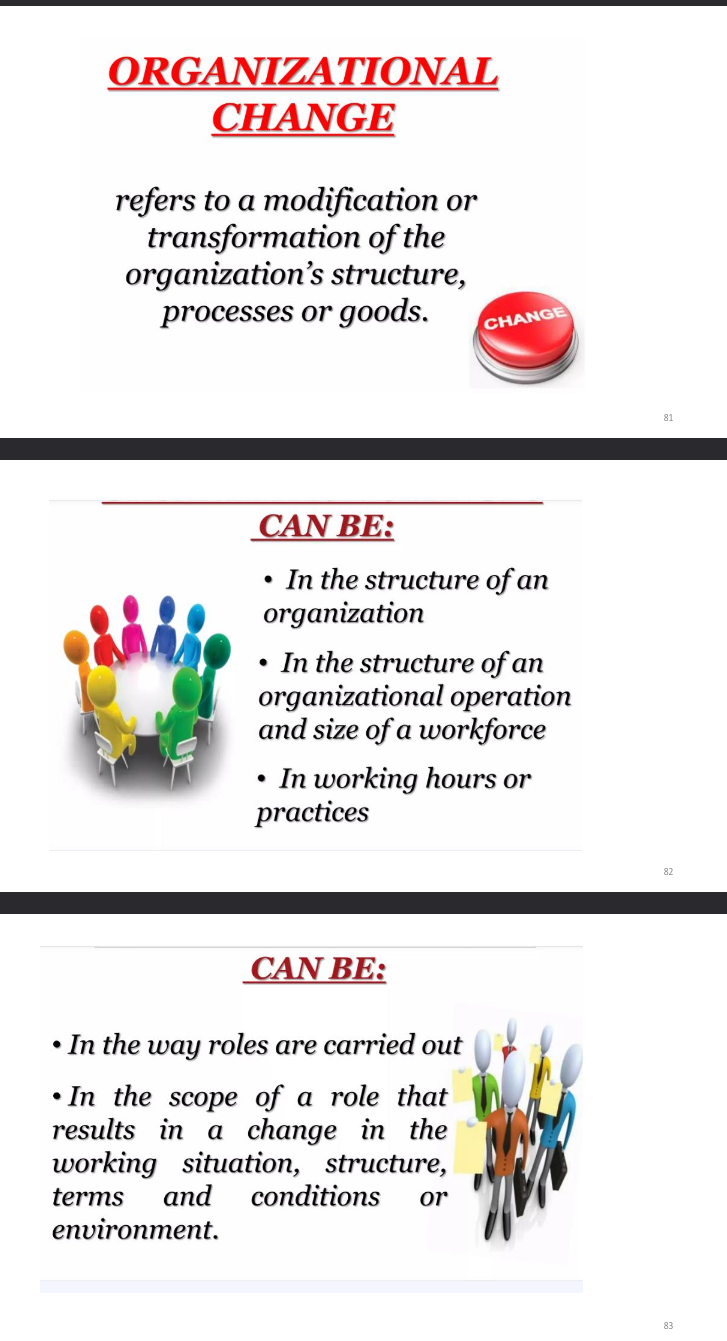 ORGANIZATIONAL
CHANGE
refers to a modification or
transformation of the
organization’s structure,
processes or goods.
CHANGE
81
CAN BE:
• In the structure of an
organization
• In the structure of an
organizational operation
and size of a workforce
• In working hours or
practices
82
CAN BE:
• In the way roles are carried out
• In the scope of a role that
results in a change in the
working situation, structure,
terms and conditions or
environment.
83